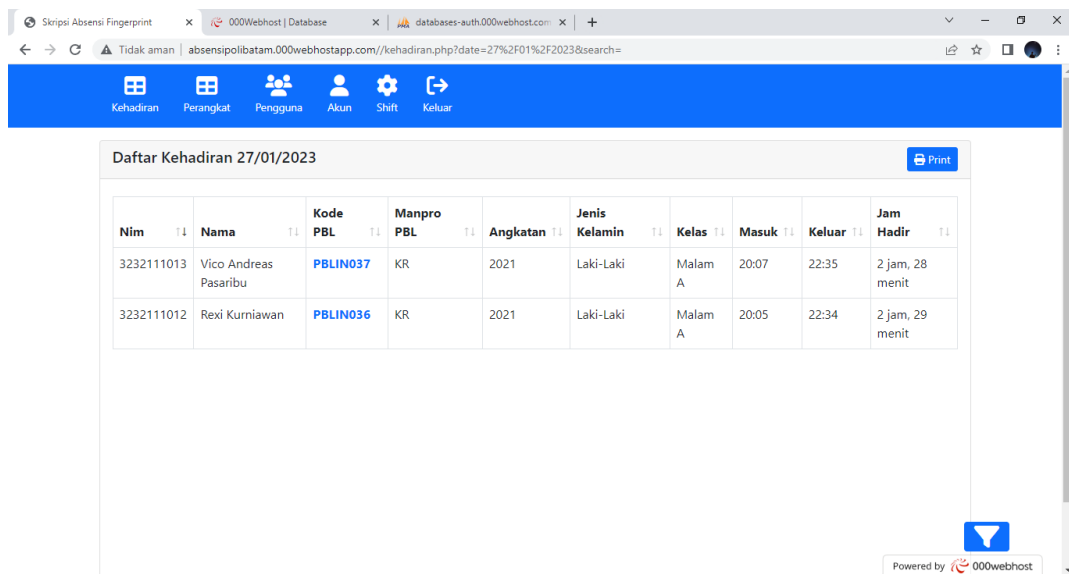 Skripsi Absensi Fingerprint
000Webhost | Database
databases-auth.000webhost.com
Tidak aman absensipolibatam.000webhostapp.com//kehadiran.php?date=27%2F01%2F2023&search=
Kehadiran Perangkat Pengguna Akun Shift Keluar
Daftar Kehadiran 27/01/2023 Print
Nim Nama Kode PBL Manpro PBL Angkatan Jenis Kelamin Kelas Masuk Keluar Jam Hadir
3232111013 Vico Andreas Pasaribu PBLIN037 KR 2021 Laki-Laki Malam A 20:07 22:35 2 jam, 28 menit
3232111012 Rexi Kurniawan PBLIN036 KR 2021 Laki-Laki Malam A 20:05 22:34 2 jam, 29 menit
Powered by 000webhost